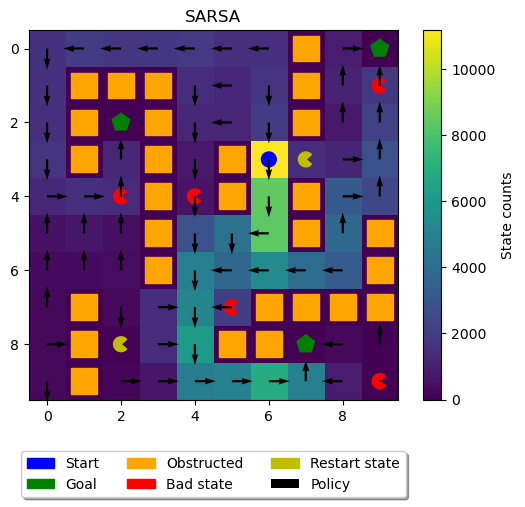 SARSA
0
2
4
6
8
0 2 4 6 8
10000
8000
6000
4000
2000
0
State counts
Start Obstructed Restart state
Goal Bad state Policy